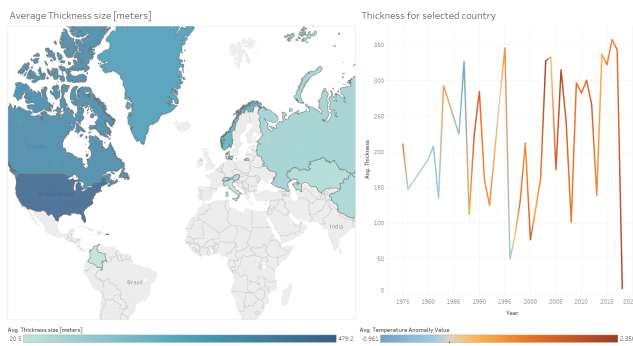 Average Thickness size [meters]
Thickness for selected country
Canada
United States
India
Brazil
Avg. Thickness
350
300
250
200
150
100
50
0
1975
1980
1985
1990
1995
2000
2005
2010
2015
202
Year
Avg. Thickness size [meters]
20.5
479.2
Avg. Temperature Anomally Value
-0.961
2.350